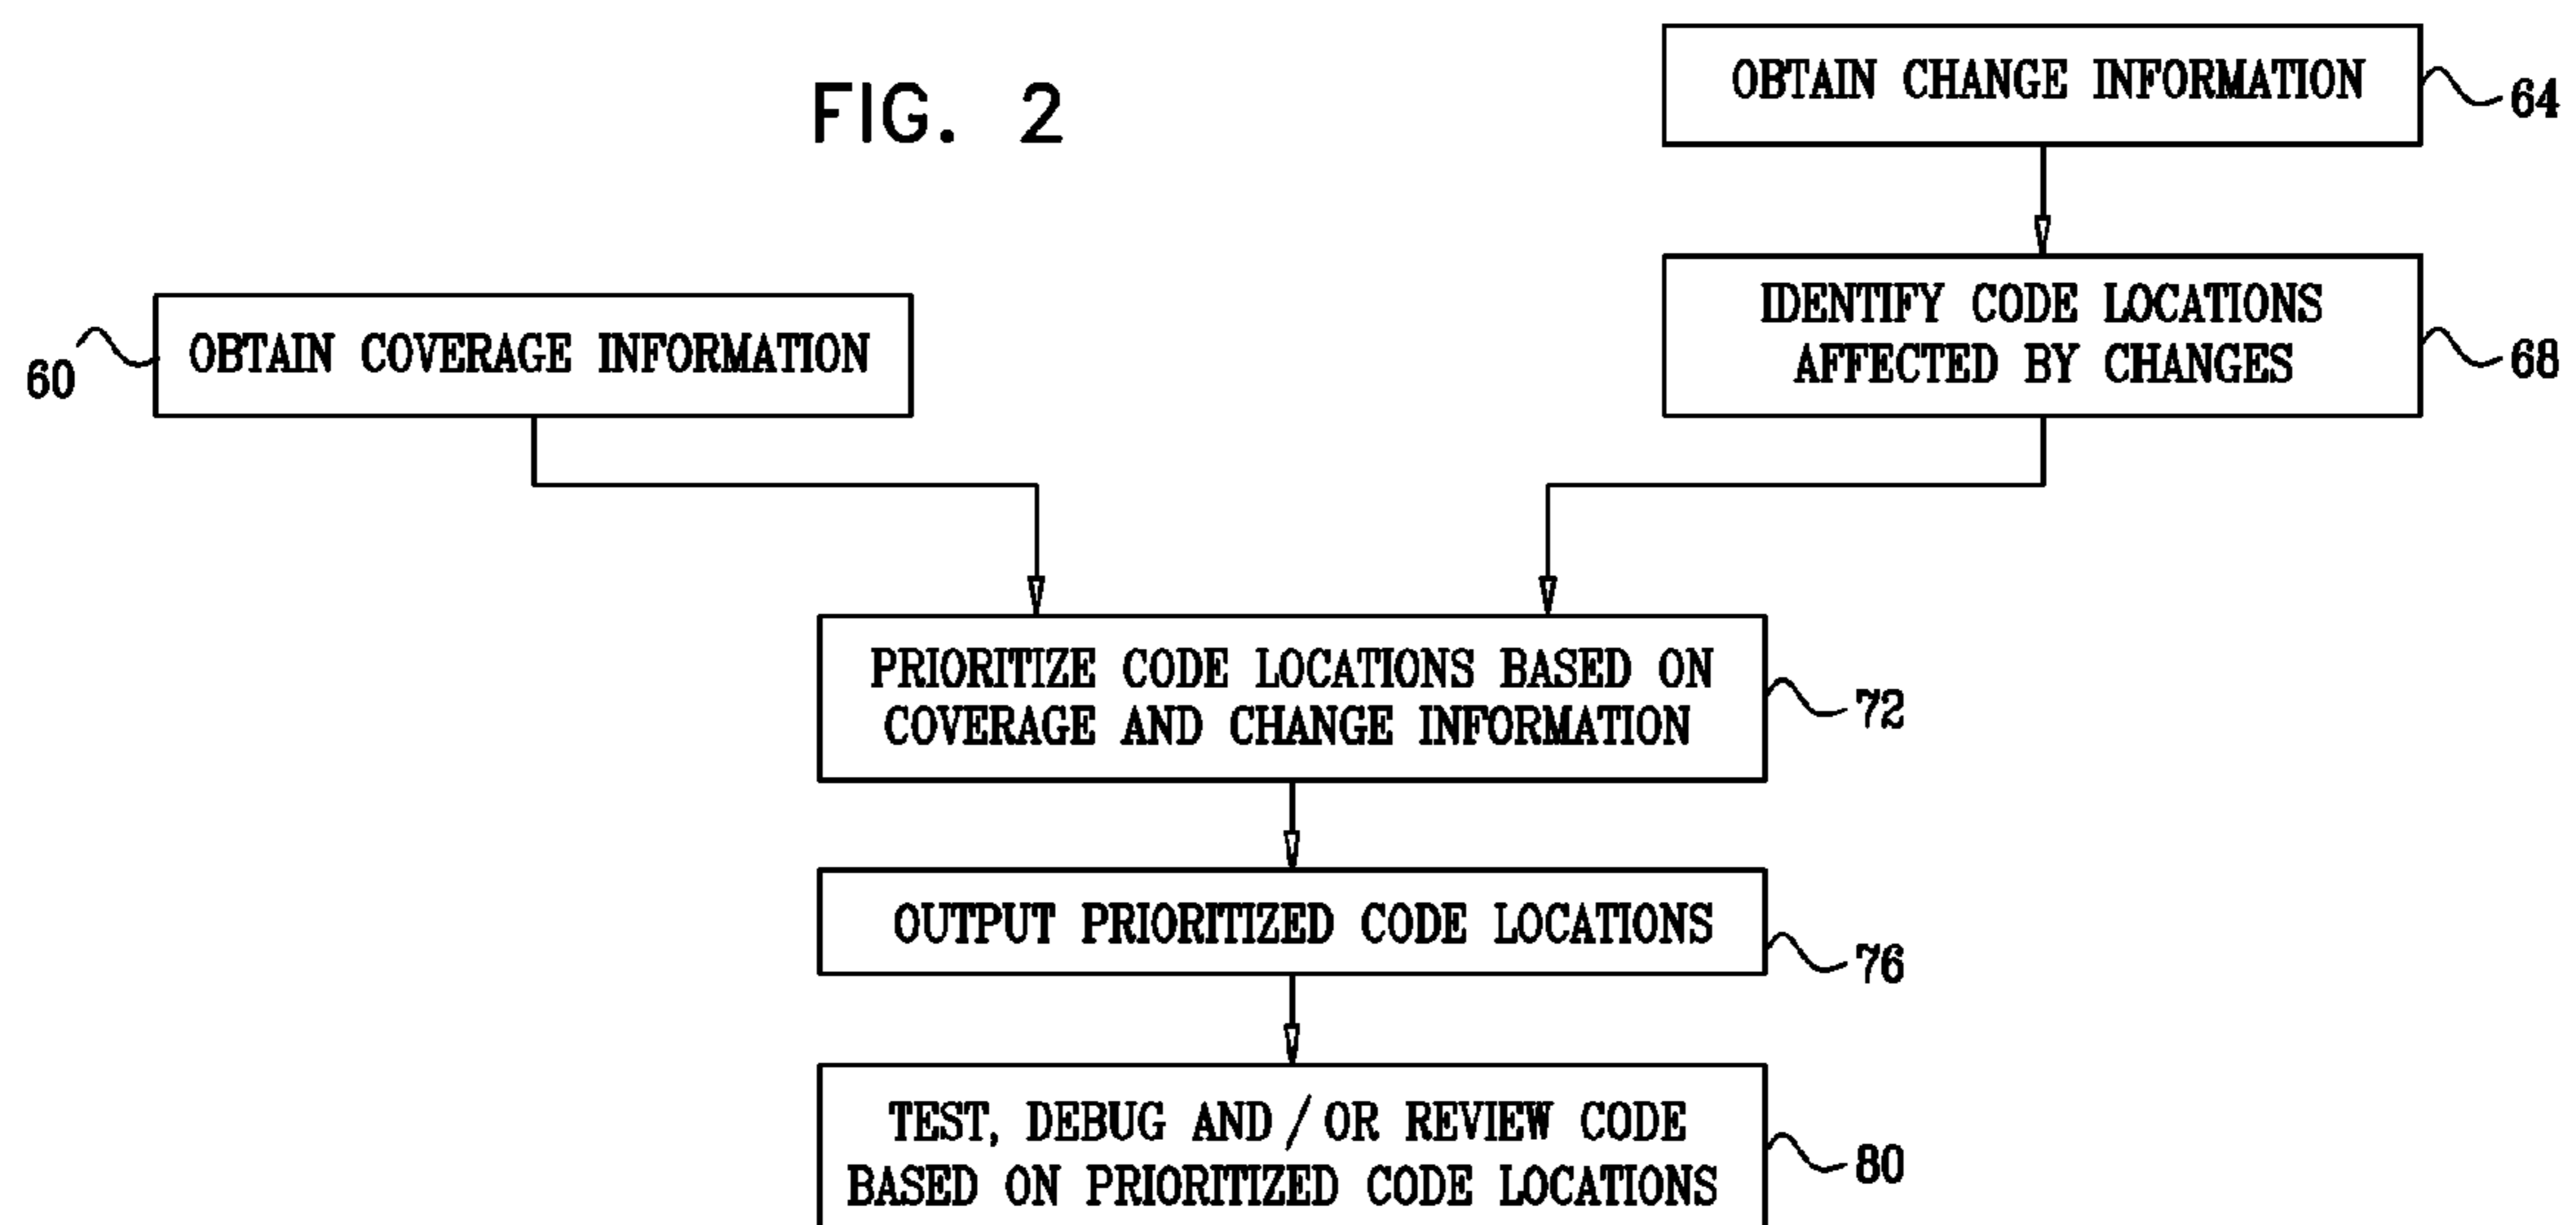 FIG. 2
OBTAIN CHANGE INFORMATION
64
IDENTIFY CODE LOCATIONS
AFFECTED BY CHANGES
68
OBTAIN COVERAGE INFORMATION
60
PRIORITIZE CODE LOCATIONS BASED ON
COVERAGE AND CHANGE INFORMATION
72
OUTPUT PRIORITIZED CODE LOCATIONS
76
TEST, DEBUG AND/OR REVIEW CODE
BASED ON PRIORITIZED CODE LOCATIONS
80